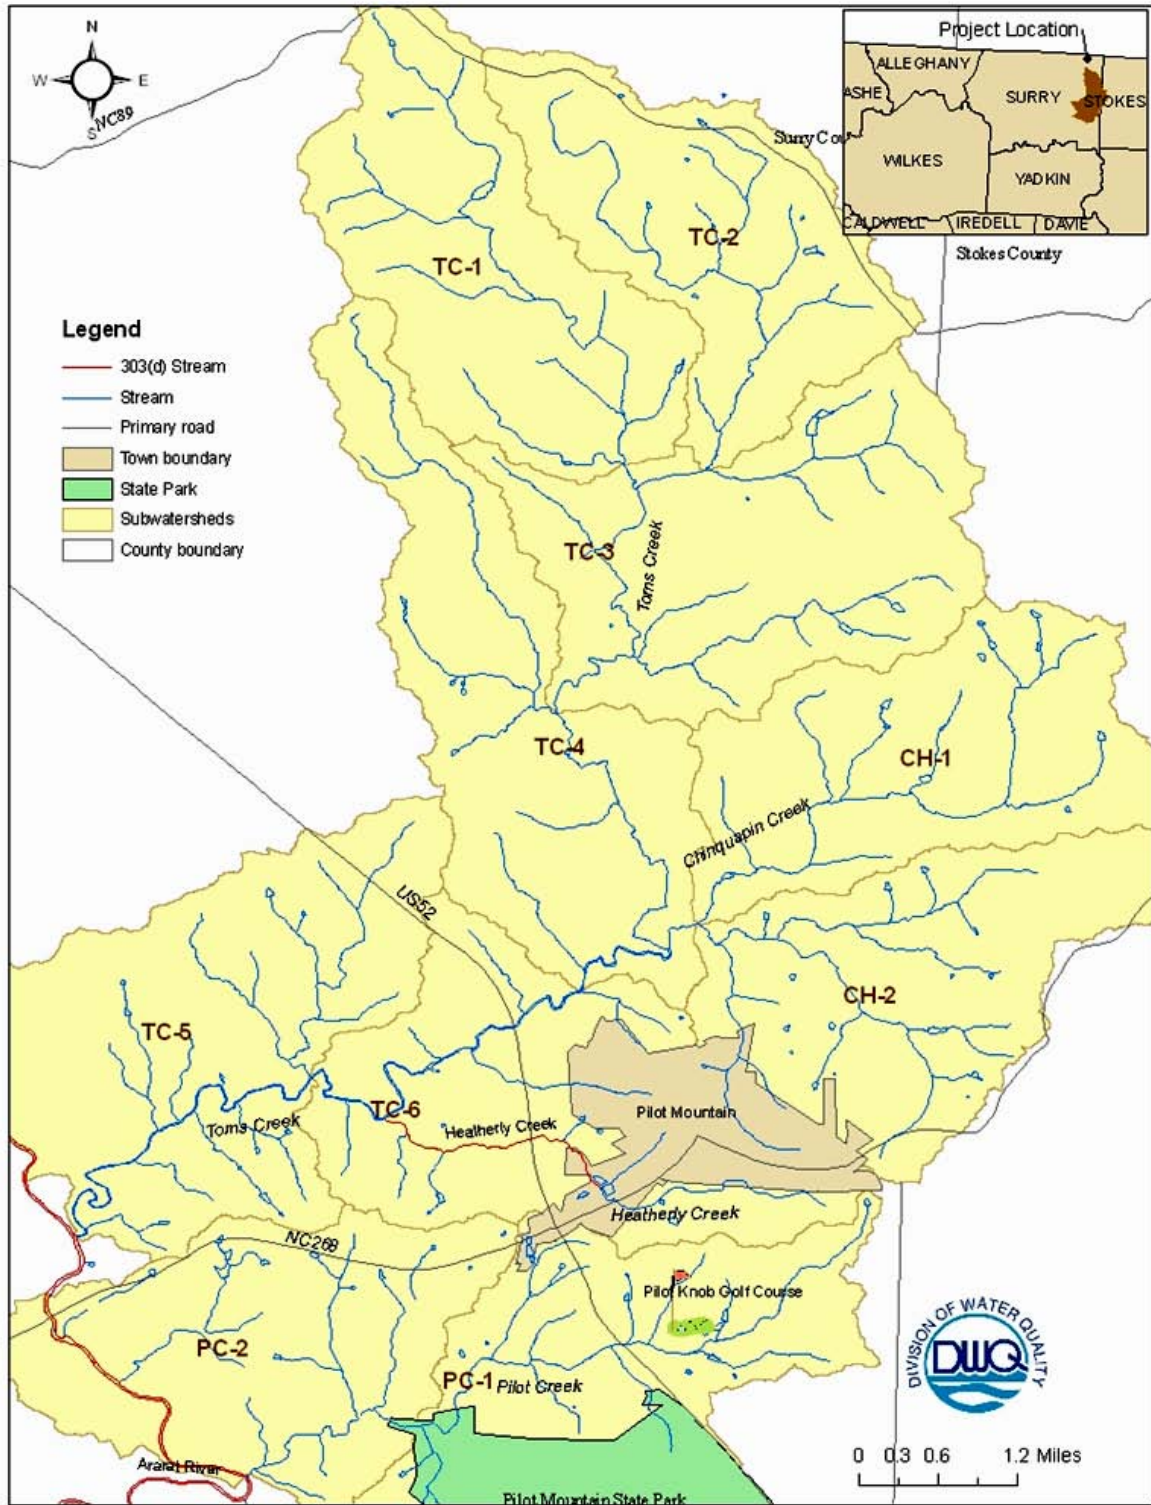 N
W
E
S
NC89
Project Location
ALLEGHANY
ASHE
SURRY
STOKES
WILKES
YADKIN
CALDWELL
IREDELL
DAVIE
Surry Cou
Stokes County
TC-2
TC-1
Legend
303(d) Stream
Stream
Primary road
Town boundary
State Park
Subwatersheds
County boundary
TC-3
Toms Creek
TC-4
CH-1
Chinquapin Creek
US52
CH-2
TC-5
TC-6
Toms Creek
Heatherly Creek
Pilot Mountain
Heatherly Creek
NC268
Pilot Knob Golf Course
PC-2
PC-1
Pilot Creek
DIVISION OF WATER QUALITY
DWQ
Ararat River
0 0.3 0.6 1.2 Miles
Pilot Mountain State Park